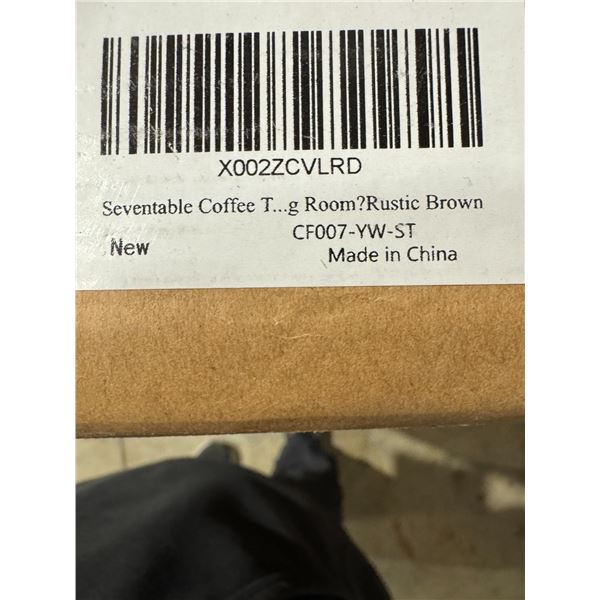 X002ZCVLRD
Seventable Coffee T...g Room?Rustic Brown
New
CF007-YW-ST
Made in China